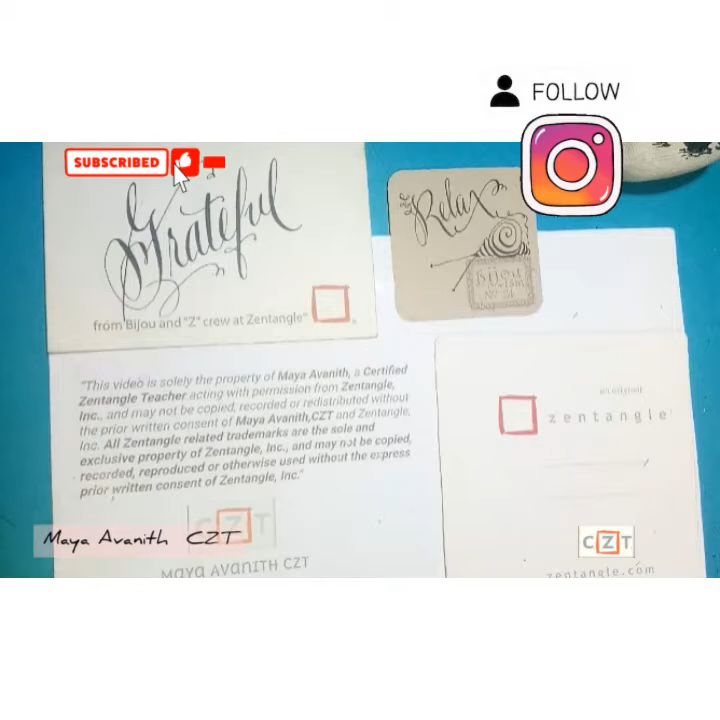 FOLLOW
SUBSCRIBED
Grateful
from Bijou and "Z" crew at Zentangle®
Relax
BIJOU
Nº 31
"This video is solely the property of Maya Avanith, a Certified
Zentangle Teacher acting with permission from Zentangle,
Inc., and may not be copied, recorded or redistributed without
the prior written consent of Maya Avanith,CZT and Zentangle,
Inc. All Zentangle related trademarks are the sole and
exclusive property of Zentangle, Inc., and may not be copied,
recorded, reproduced or otherwise used without the express
prior written consent of Zentangle, Inc."
zentangle®
CZT
Maya Avanith CZT
CZT
MAYA AVANITH CZT
zentangle.com